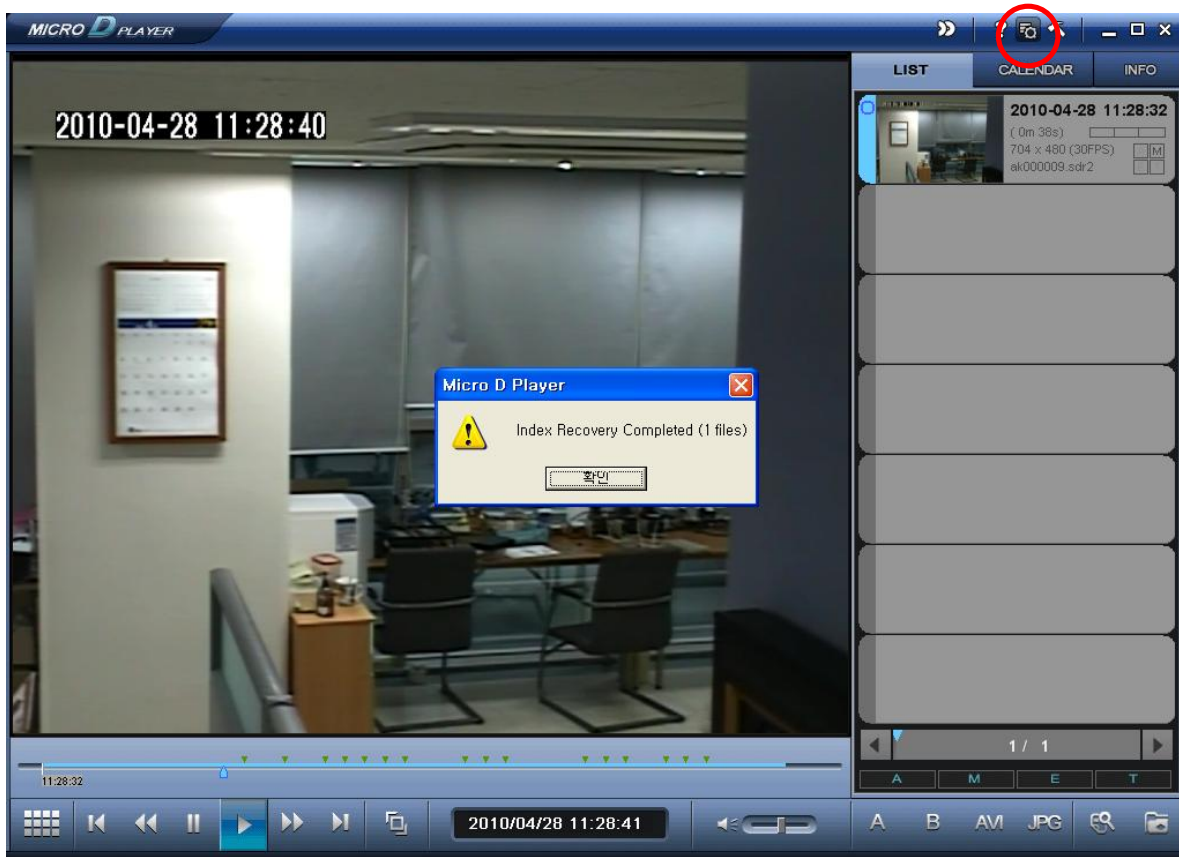 MICRO D PLAYER
?
LIST
CALENDAR
INFO
2010-04-28 11:28:40
2010-04-28 11:28:32
( 0m 38s)
704 x 480 (30FPS)
M
ak000009.sdr2
Micro D Player
Index Recovery Completed (1 files)
확인
1 / 1
11:28:32
A M E T
2010/04/28 11:28:41
A B AVI JPG